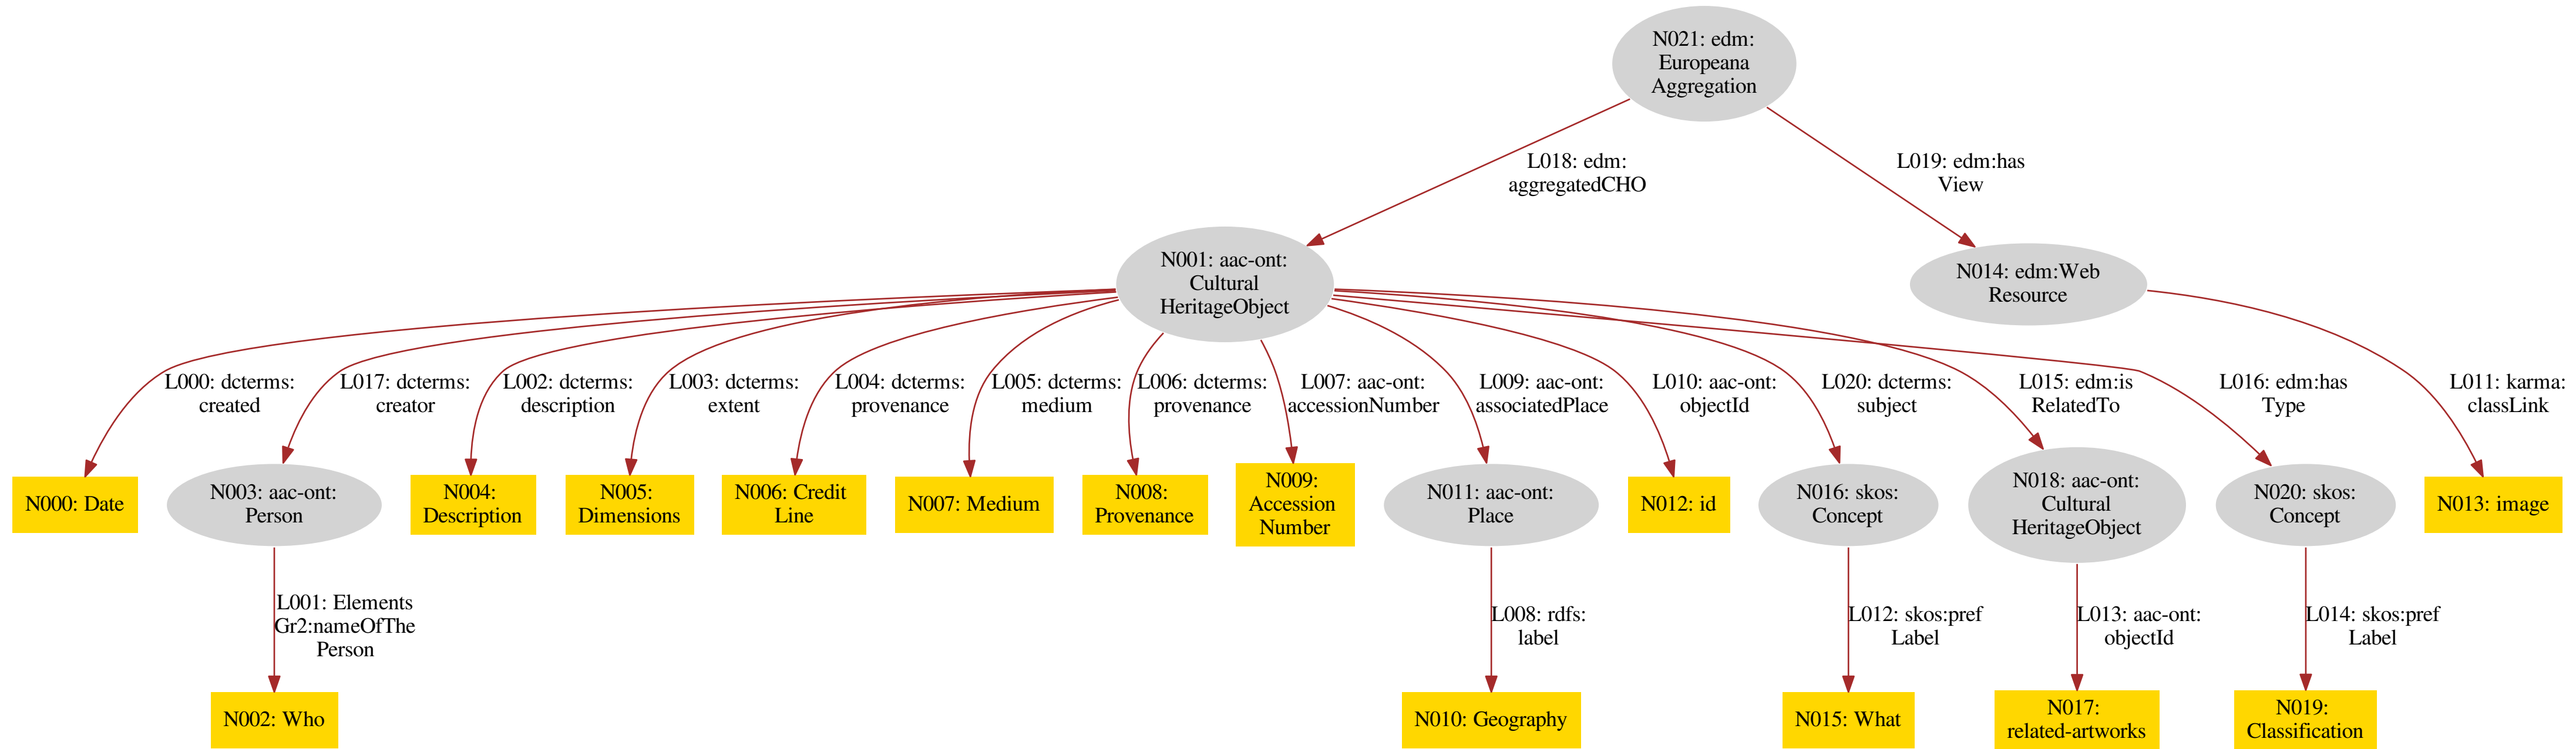 N021: edm:
Europeana
Aggregation
L018: edm:
aggregatedCHO
L019: edm:has
View
N001: aac-ont:
Cultural
HeritageObject
N014: edm:Web
Resource
L000: dcterms:
created
L017: dcterms:
creator
L002: dcterms:
description
L003: dcterms:
extent
L004: dcterms:
provenance
L005: dcterms:
medium
L006: dcterms:
provenance
L007: aac-ont:
accessionNumber
L009: aac-ont:
associatedPlace
L010: aac-ont:
objectId
L020: dcterms:
subject
L015: edm:is
RelatedTo
L016: edm:has
Type
L011: karma:
classLink
N000: Date
N003: aac-ont:
Person
N004:
Description
N005:
Dimensions
N006: Credit
Line
N007: Medium
N008:
Provenance
N009:
Accession
Number
N011: aac-ont:
Place
N012: id
N016: skos:
Concept
N018: aac-ont:
Cultural
HeritageObject
N020: skos:
Concept
N013: image
L001: Elements
Gr2:nameOfThe
Person
L008: rdfs:
label
L012: skos:pref
Label
L013: aac-ont:
objectId
L014: skos:pref
Label
N002: Who
N010: Geography
N015: What
N017:
related-artworks
N019:
Classification